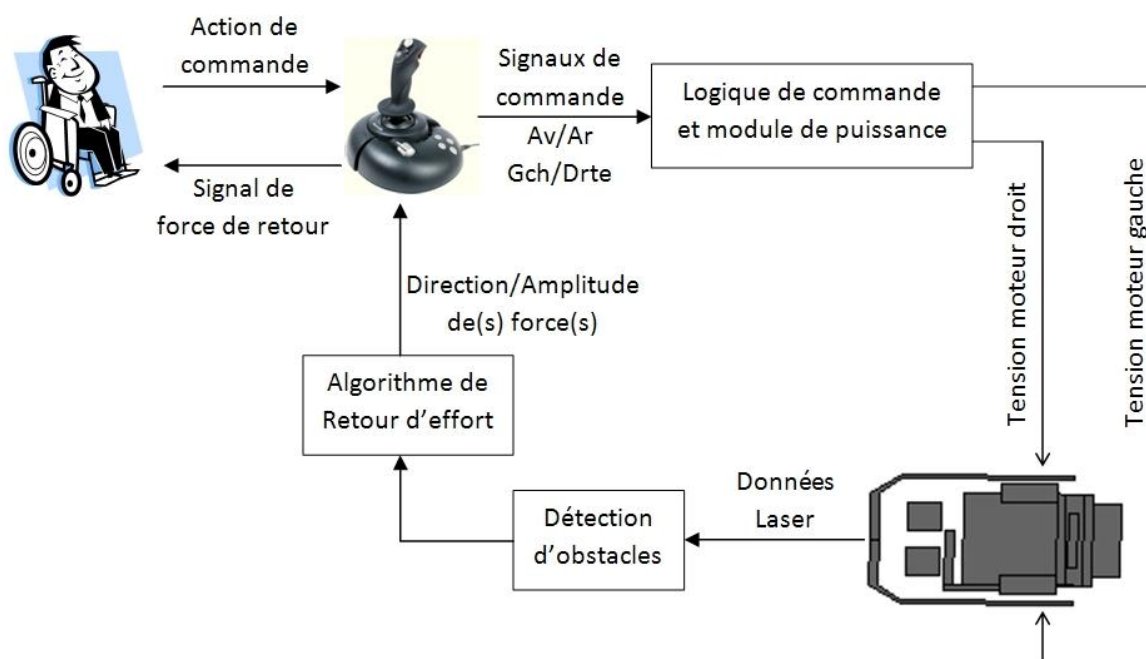 Action de
commande
Signal de
force de retour
Signaux de
commande
Av/Ar
Gch/Drte
Logique de commande
et module de puissance
Tension moteur droit
Tension moteur gauche
Direction/Amplitude
de(s) force(s)
Algorithme de
Retour d'effort
Détection
d'obstacles
Données
Laser